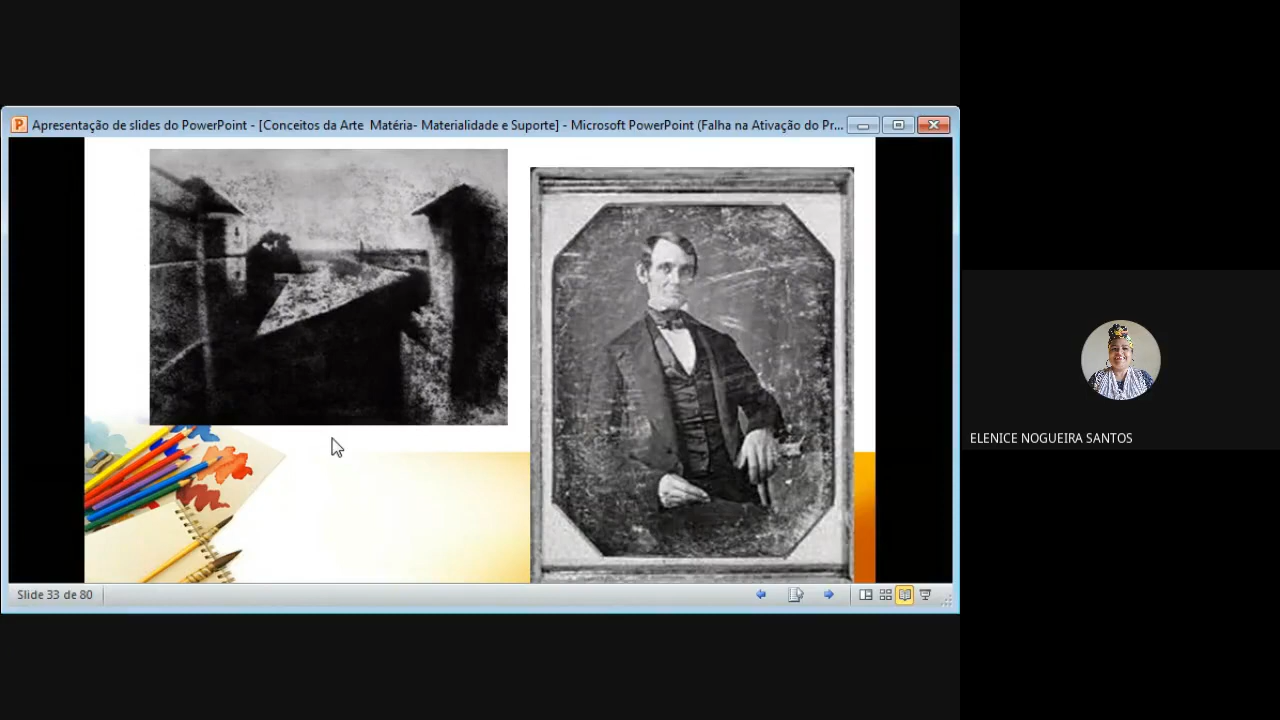 Apresentação de slides do PowerPoint - [Conceitos da Arte  Matéria- Materialidade e Suporte] - Microsoft PowerPoint (Falha na Ativação do Pr...
ELENICE NOGUEIRA SANTOS
Slide 33 de 80